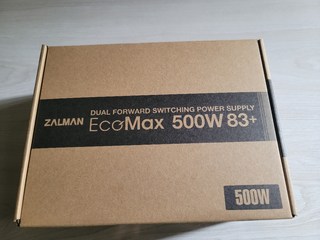 DUAL FORWARD SWITCHING POWER SUPPLY
ZALMAN EcoMax 500W 83+
500W